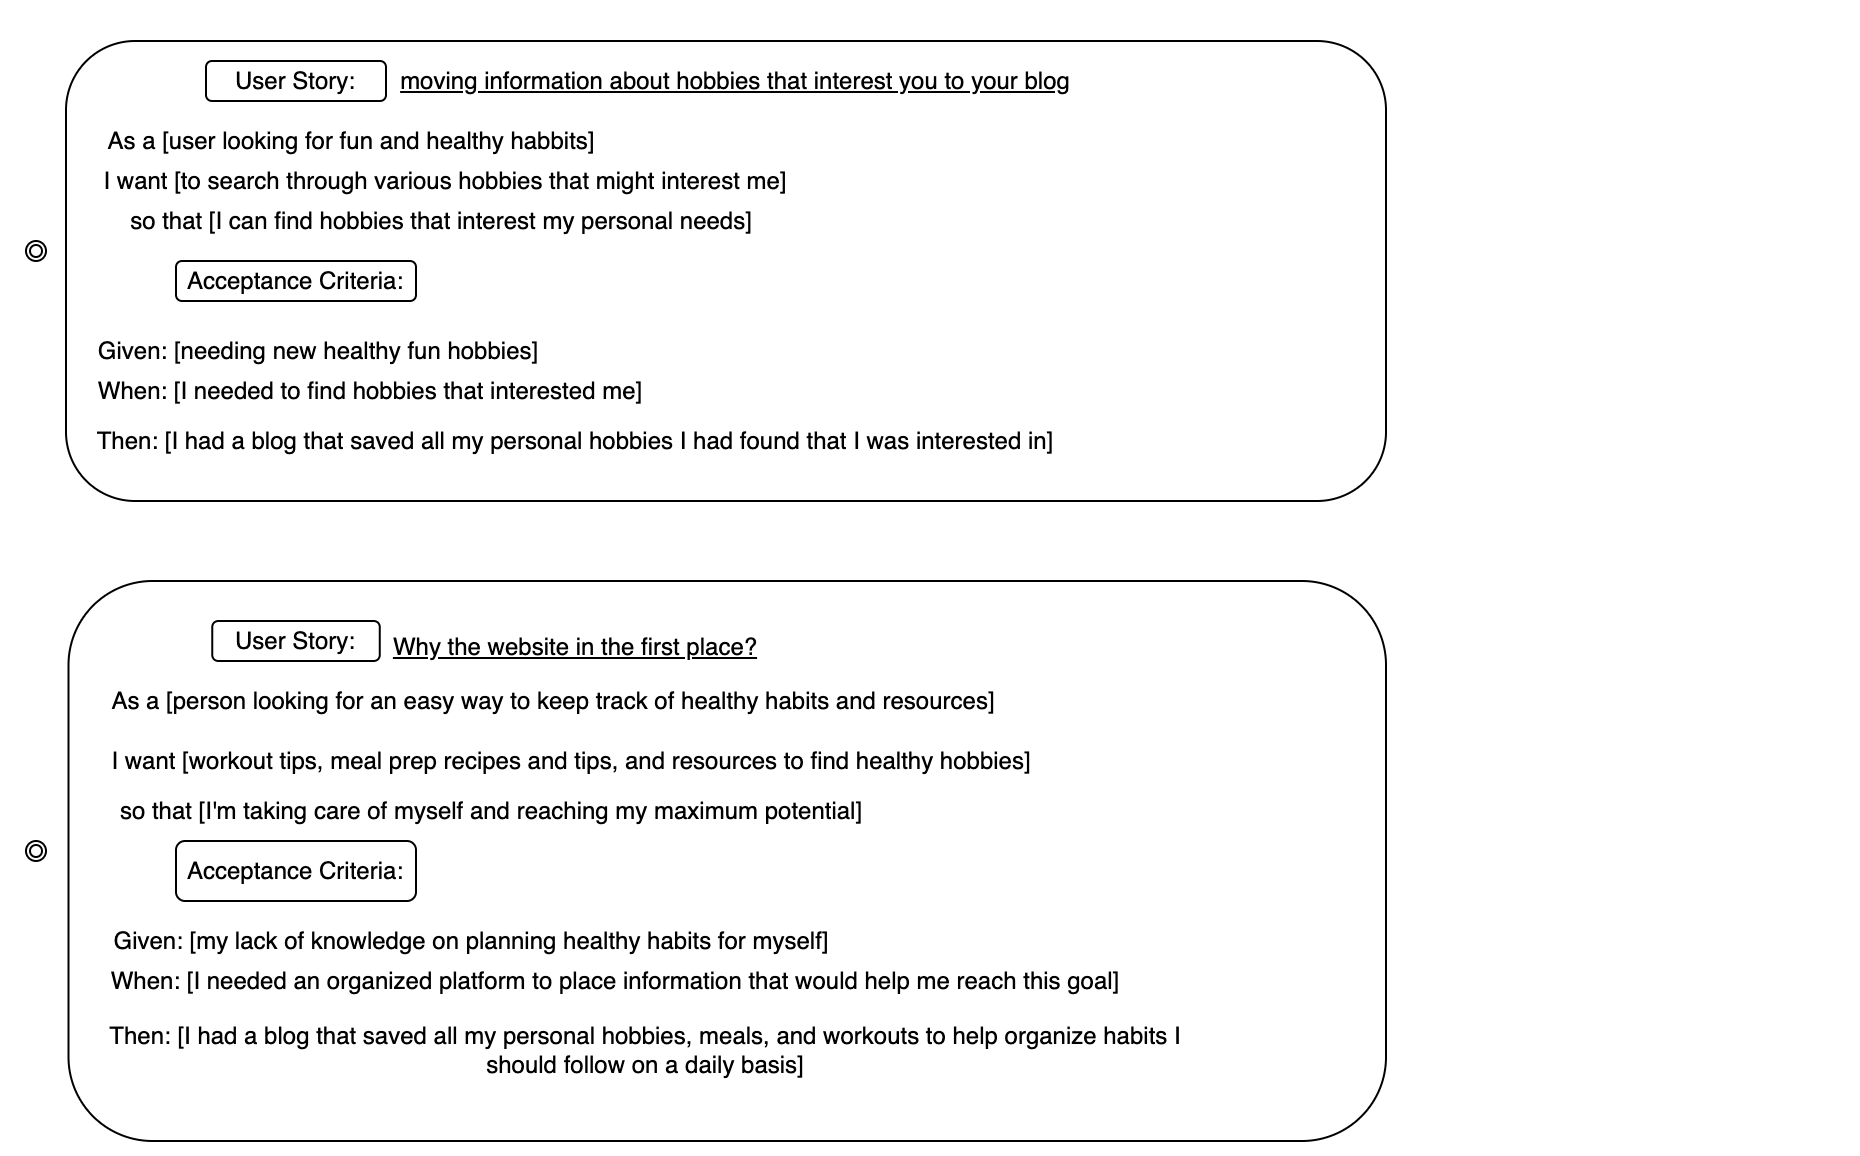 User Story: moving information about hobbies that interest you to your blog
As a [user looking for fun and healthy habbits]
I want [to search through various hobbies that might interest me]
so that [I can find hobbies that interest my personal needs]
Acceptance Criteria:
Given: [needing new healthy fun hobbies]
When: [I needed to find hobbies that interested me]
Then: [I had a blog that saved all my personal hobbies I had found that I was interested in]
User Story: Why the website in the first place?
As a [person looking for an easy way to keep track of healthy habits and resources]
I want [workout tips, meal prep recipes and tips, and resources to find healthy hobbies]
so that [I'm taking care of myself and reaching my maximum potential]
Acceptance Criteria:
Given: [my lack of knowledge on planning healthy habits for myself]
When: [I needed an organized platform to place information that would help me reach this goal]
Then: [I had a blog that saved all my personal hobbies, meals, and workouts to help organize habits I
should follow on a daily basis]